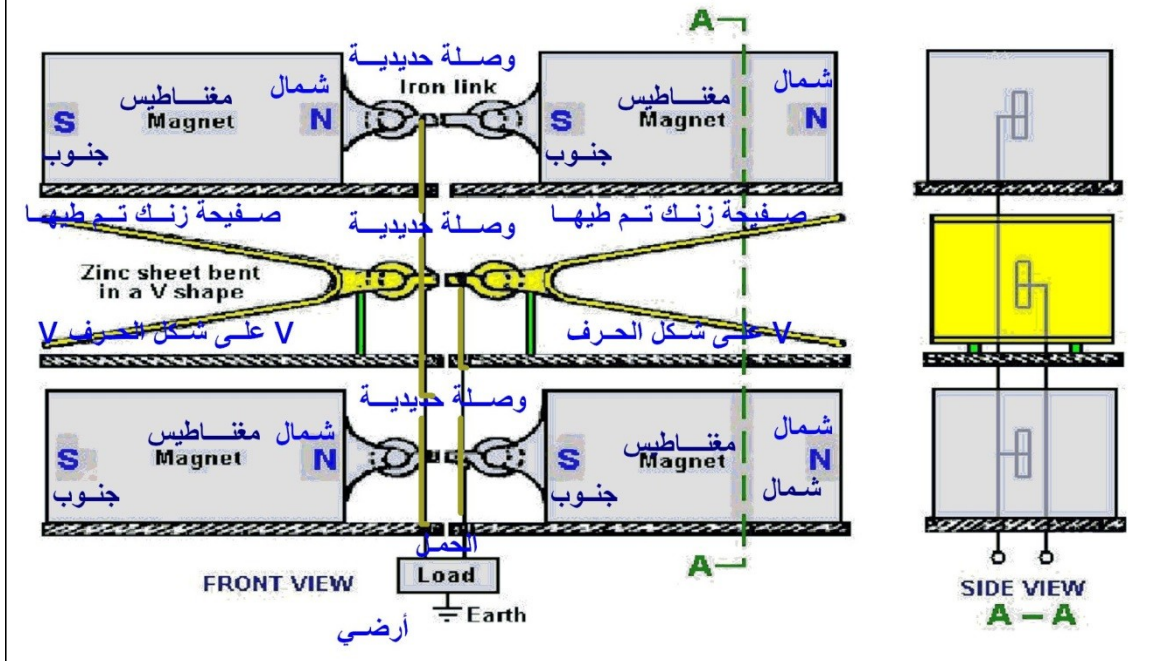 A
وصلة حديدية
Iron link
شمال
مغناطيس
Magnet
S
N
جنوب
شمال
مغناطيس
Magnet
S
N
جنوب
صفيحة زنك تم طيها
وصلة حديدية
صفيحة زنك تم طيها
Zinc sheet bent
in a V shape
على شكل الحرف V
على شكل الحرف V
وصلة حديدية
شمال
مغناطيس
Magnet
S
N
جنوب
شمال
مغناطيس
Magnet
S
N
جنوب
شمال
الحمل
FRONT VIEW
Load
A
Earth
أرضي
SIDE VIEW
A – A